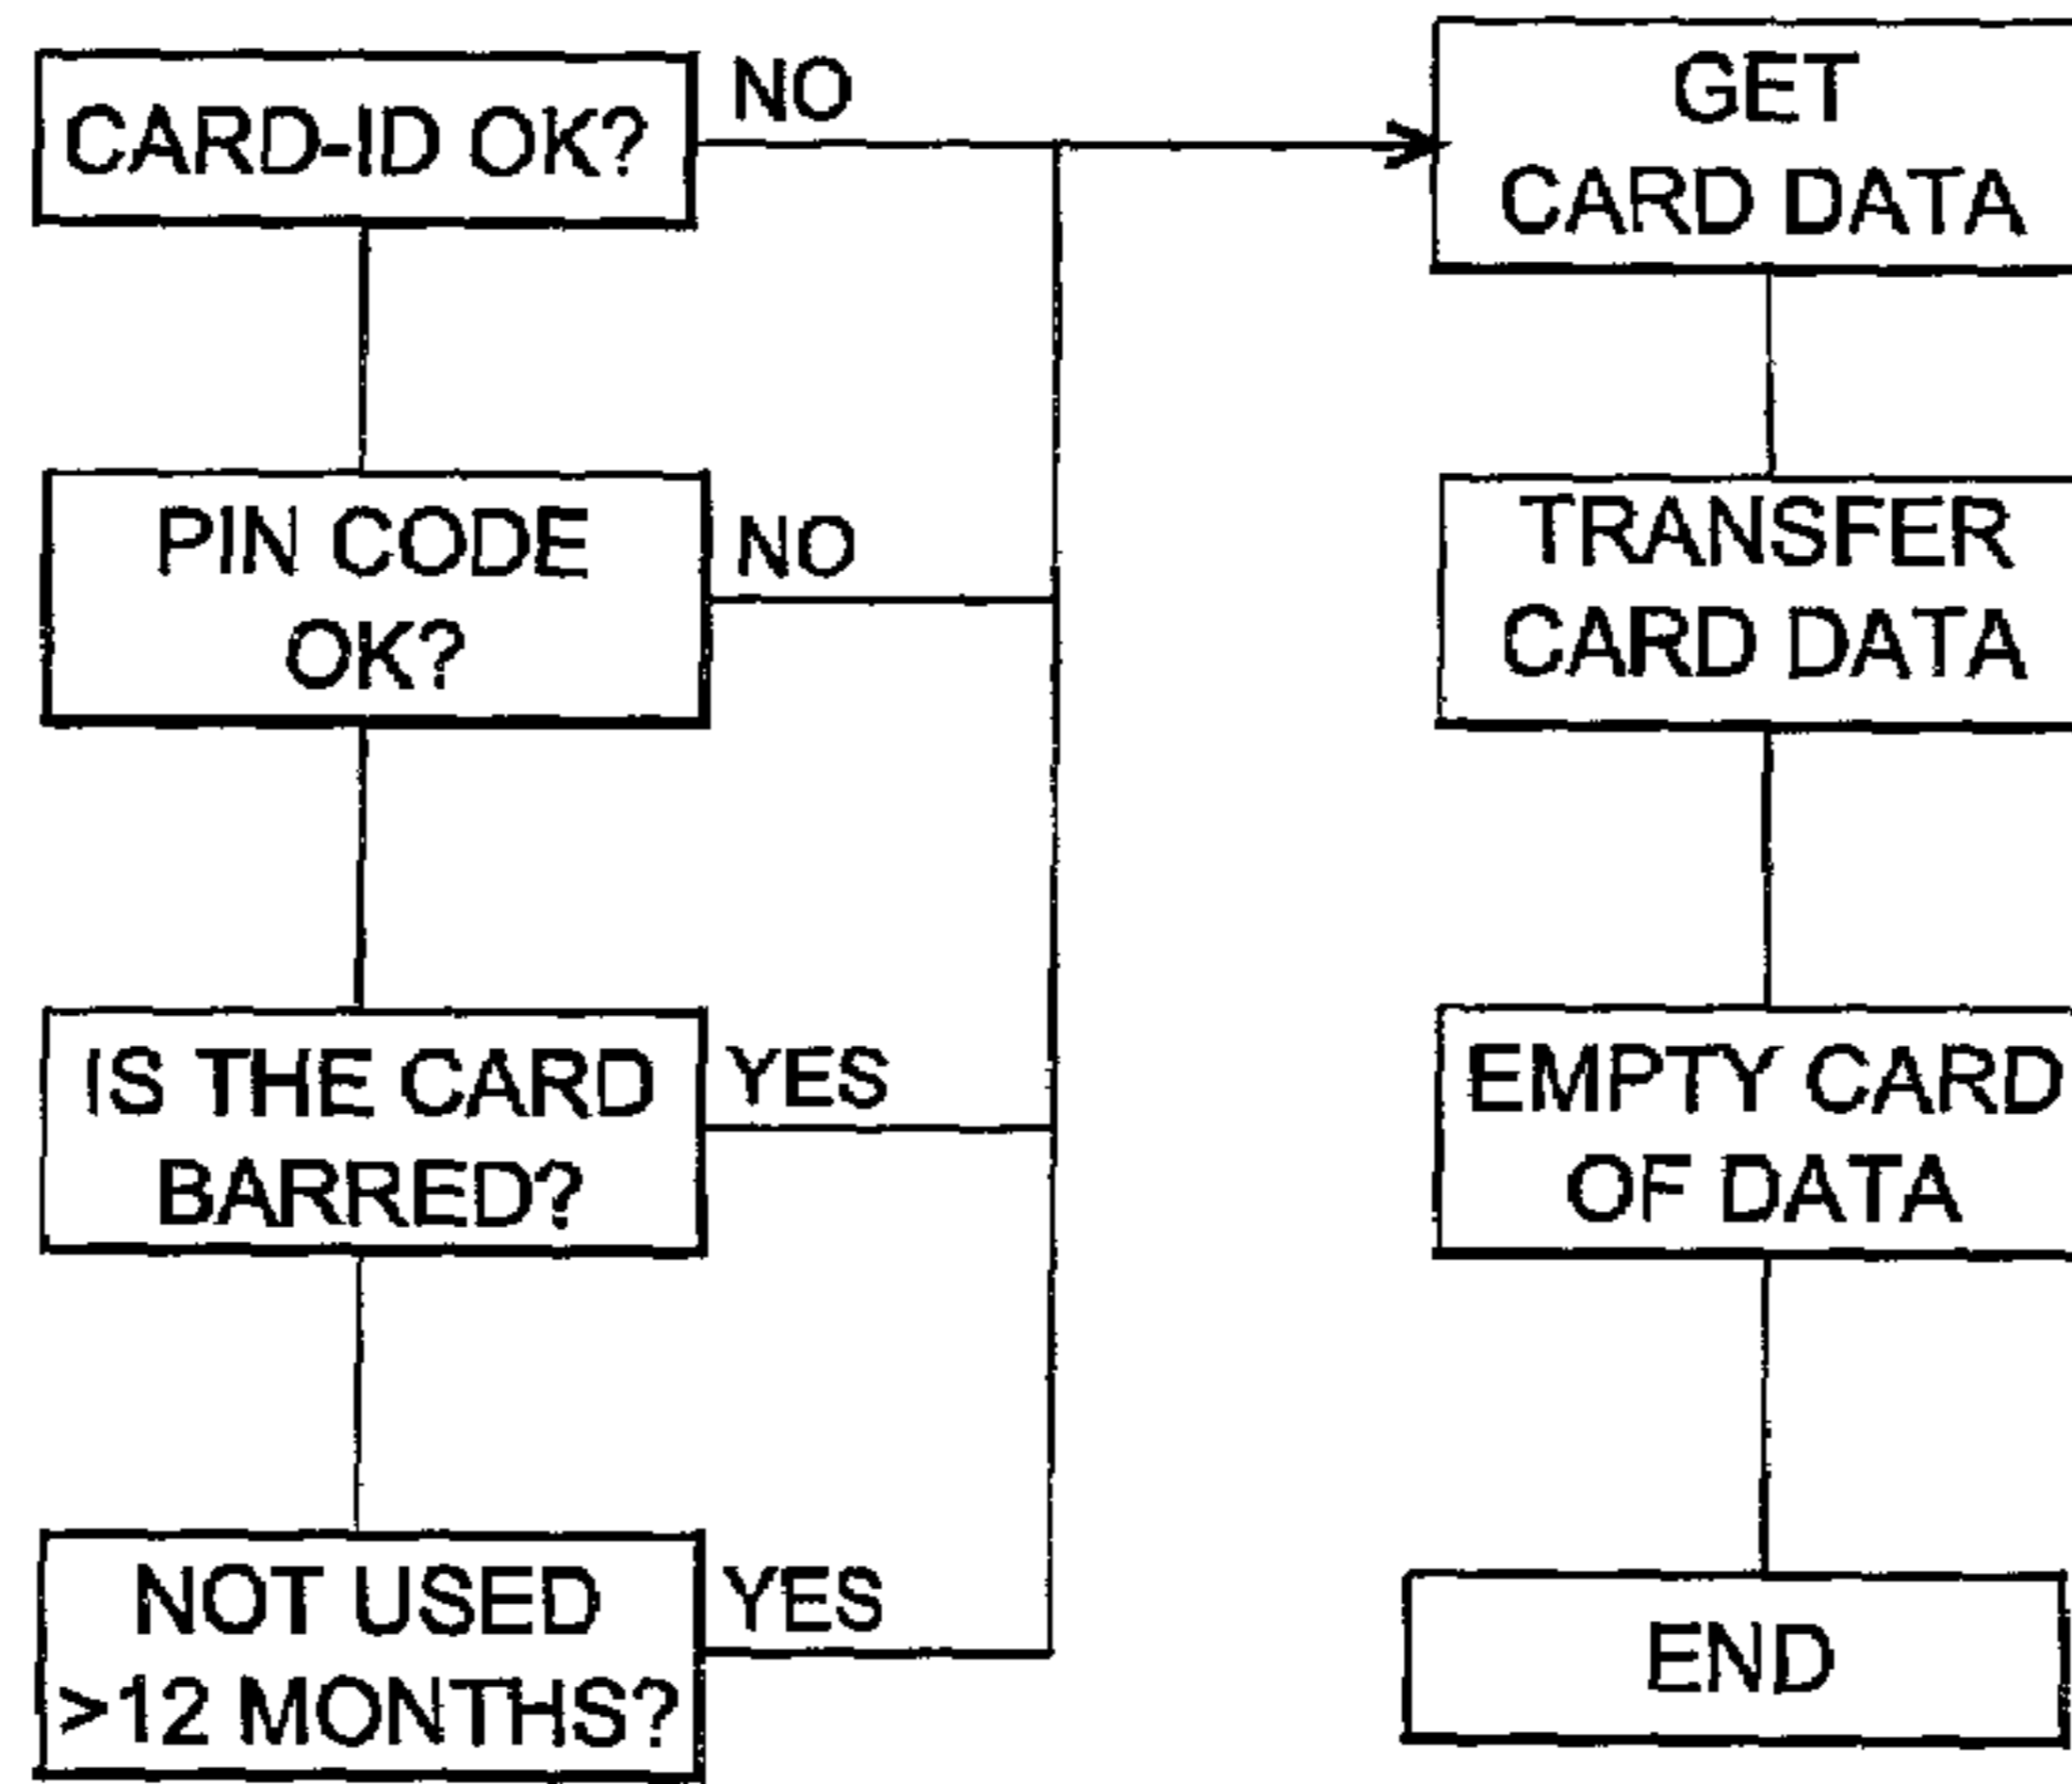 CARD-ID OK?
NO
PIN CODE
OK?
NO
IS THE CARD
BARRED?
YES
NOT USED
>12 MONTHS?
YES
GET
CARD DATA
TRANSFER
CARD DATA
EMPTY CARD
OF DATA
END